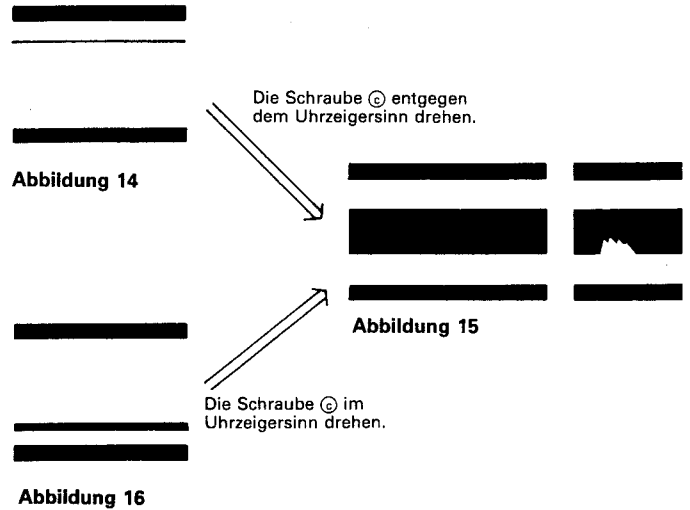 Die Schraube ⓒ entgegen
dem Uhrzeigersinn drehen.
Abbildung 14
Abbildung 15
Die Schraube ⓒ im
Uhrzeigersinn drehen.
Abbildung 16